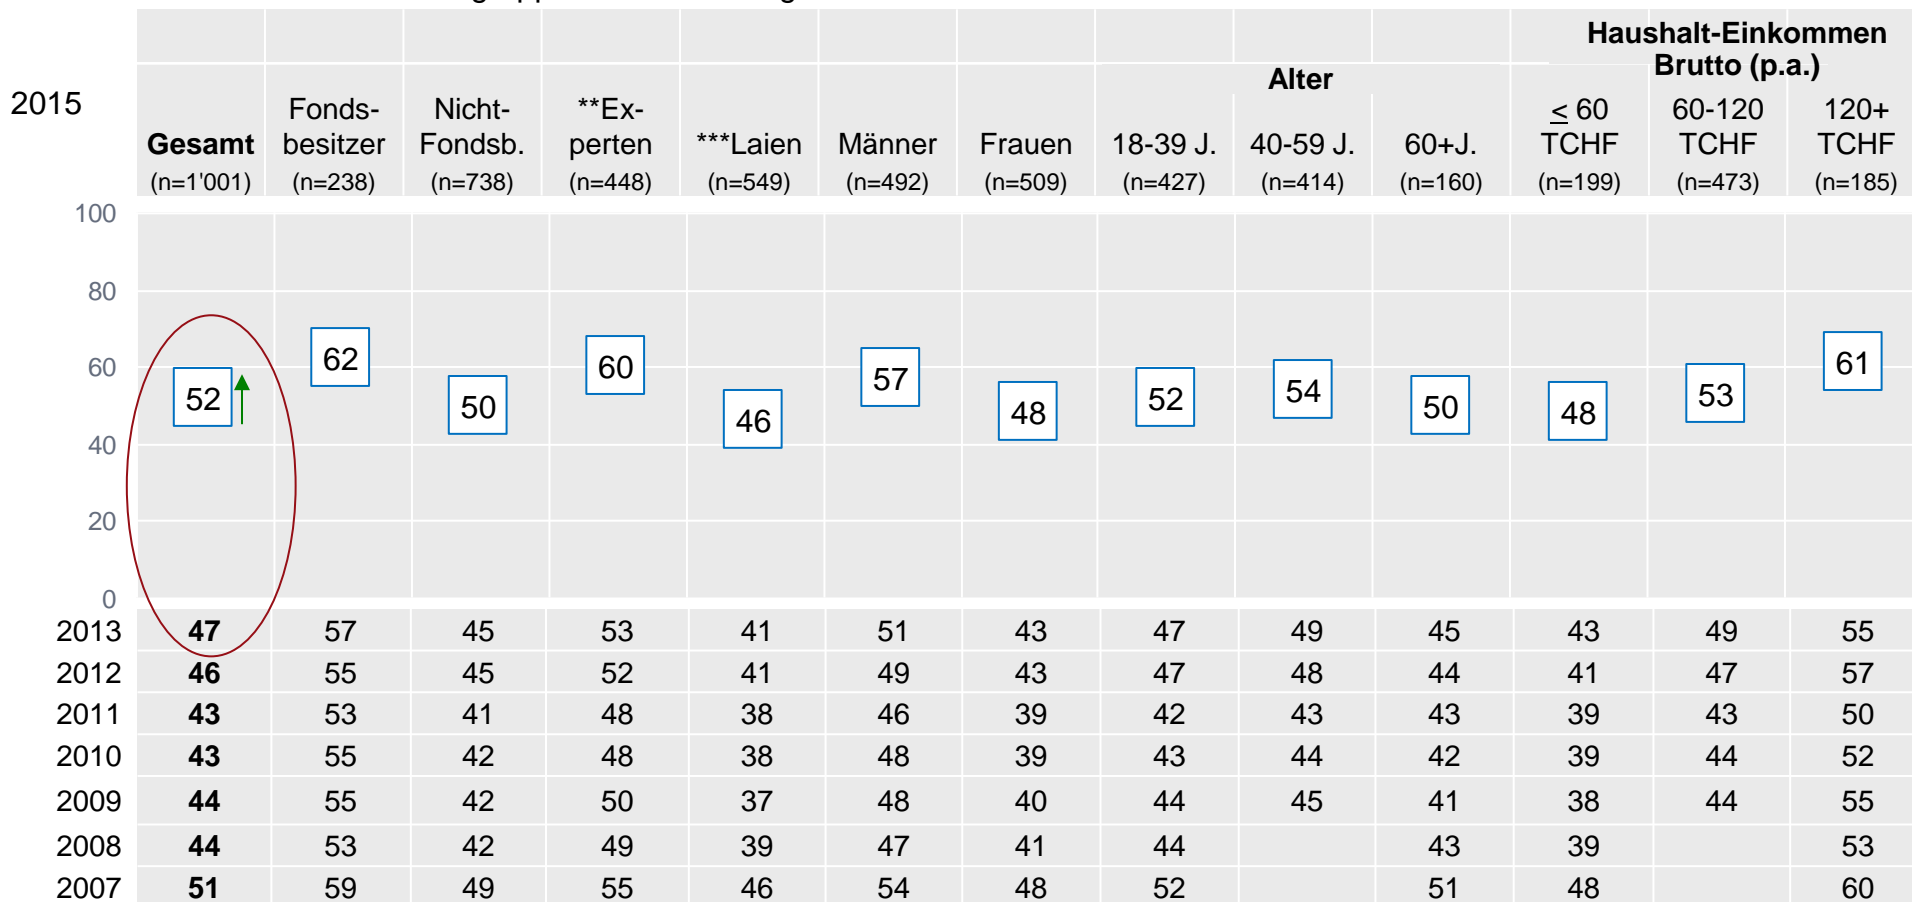 Haushalt-Einkommen
Brutto (p.a.)
Alter
2015
Fonds- Nicht- **Ex- ≤ 60 60-120 120+
Gesamt besitzer Fondsb. perten ***Laien Männer Frauen 18-39 J. 40-59 J. 60+J. TCHF TCHF TCHF
(n=1'001) (n=238) (n=738) (n=448) (n=549) (n=492) (n=509) (n=427) (n=414) (n=160) (n=199) (n=473) (n=185)
100
80
60
40
20
0
52 62 50 60 46 57 48 52 54 50 48 53 61
2013 47 57 45 53 41 51 43 47 49 45 43 49 55
2012 46 55 45 52 41 49 43 47 48 44 41 47 57
2011 43 53 41 48 38 46 39 42 43 43 39 43 50
2010 43 55 42 48 38 48 39 43 44 42 39 44 52
2009 44 55 42 50 37 48 40 44 45 41 38 44 55
2008 44 53 42 49 39 47 41 44 43 39 53
2007 51 59 49 55 46 54 48 52 51 48 60